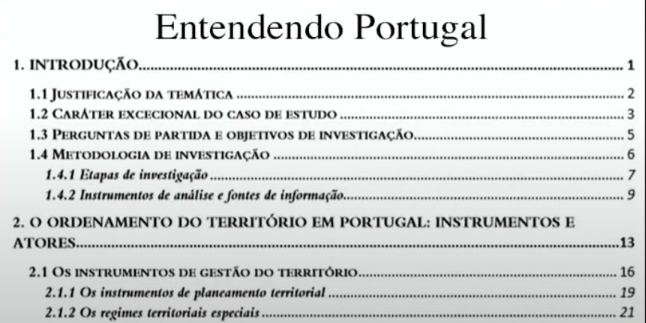 Entendendo Portugal
1. INTRODUÇÃO 1
1.1 JUSTIFICAÇÃO DA TEMÁTICA 2
1.2 CARÁTER EXCECIONAL DO CASO DE ESTUDO 3
1.3 PERGUNTAS DE PARTIDA E OBJETIVOS DE INVESTIGAÇÃO 5
1.4 METODOLOGIA DE INVESTIGAÇÃO 6
1.4.1 Etapas de investigação 7
1.4.2 Instrumentos de análise e fontes de informação 9
2. O ORDENAMENTO DO TERRITÓRIO EM PORTUGAL: INSTRUMENTOS E
ATORES 13
2.1 OS INSTRUMENTOS DE GESTÃO DO TERRITÓRIO 16
2.1.1 Os instrumentos de planeamento territorial 19
2.1.2 Os regimes territoriais especiais 21